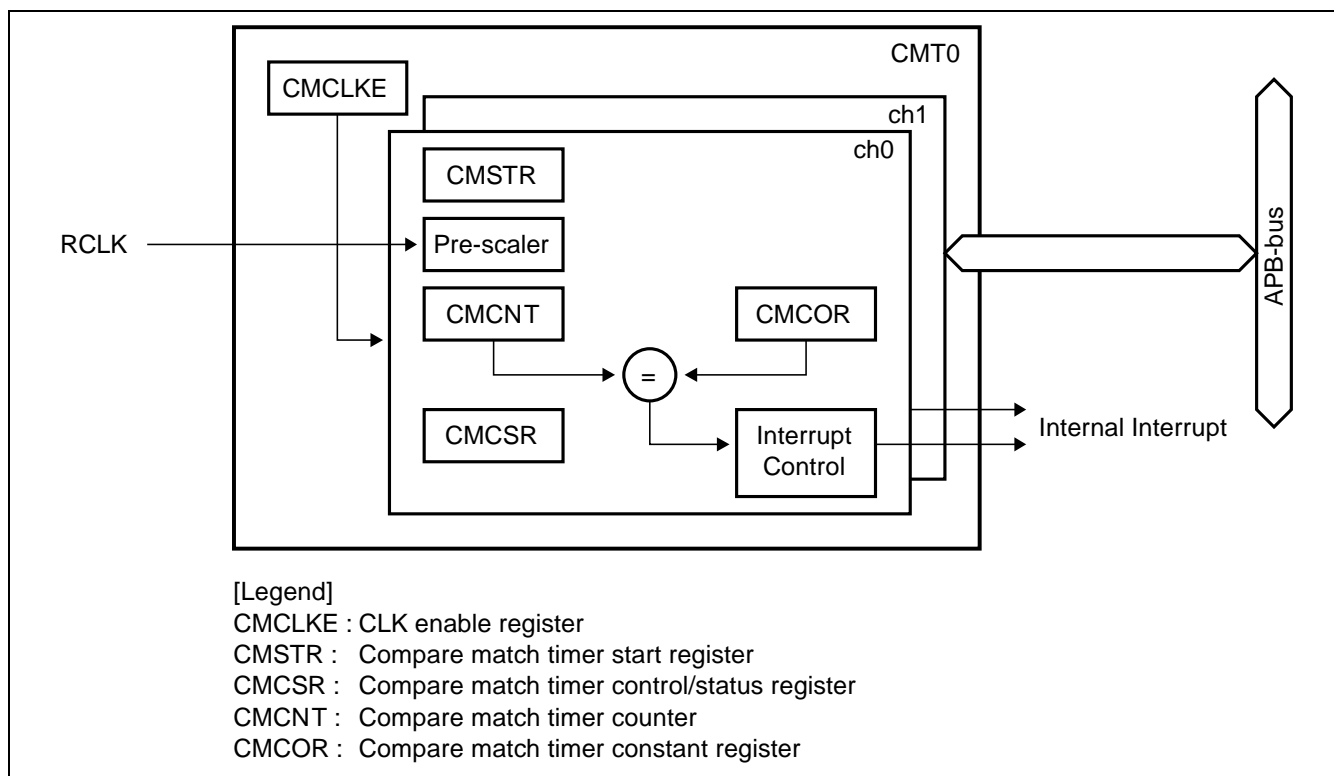 CMT0
CMCLKE
ch1
ch0
CMSTR
RCLK
Pre-scaler
CMCNT
CMCOR
=
CMCSR
Interrupt
Control
Internal Interrupt
APB-bus
[Legend]
CMCLKE : CLK enable register
CMSTR : Compare match timer start register
CMCSR : Compare match timer control/status register
CMCNT : Compare match timer counter
CMCOR : Compare match timer constant register